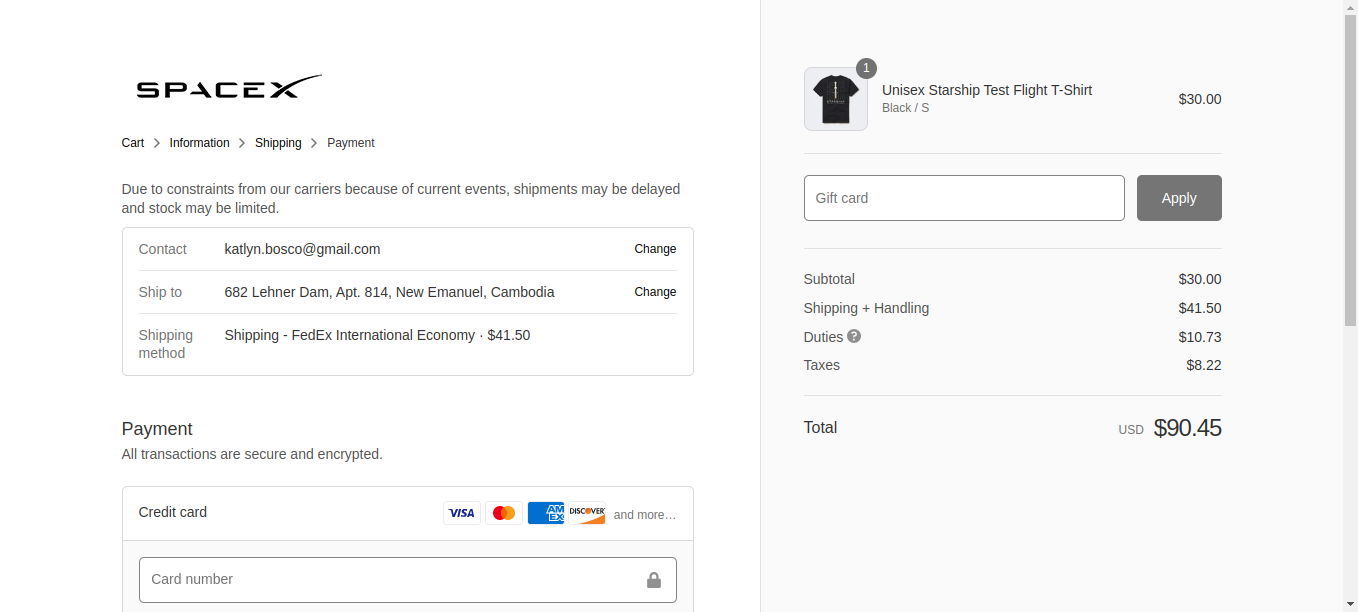 SPACEX
Cart > Information > Shipping > Payment
Due to constraints from our carriers because of current events, shipments may be delayed
and stock may be limited.
Contact katlyn.bosco@gmail.com Change
Ship to 682 Lehner Dam, Apt. 814, New Emanuel, Cambodia Change
Shipping Shipping - FedEx International Economy · $41.50
method
Payment
All transactions are secure and encrypted.
Credit card VISA AM EX DISCOVER and more…
Card number
1
Unisex Starship Test Flight T-Shirt
Black / S
$30.00
Gift card Apply
Subtotal $30.00
Shipping + Handling $41.50
Duties ? $10.73
Taxes $8.22
Total USD $90.45